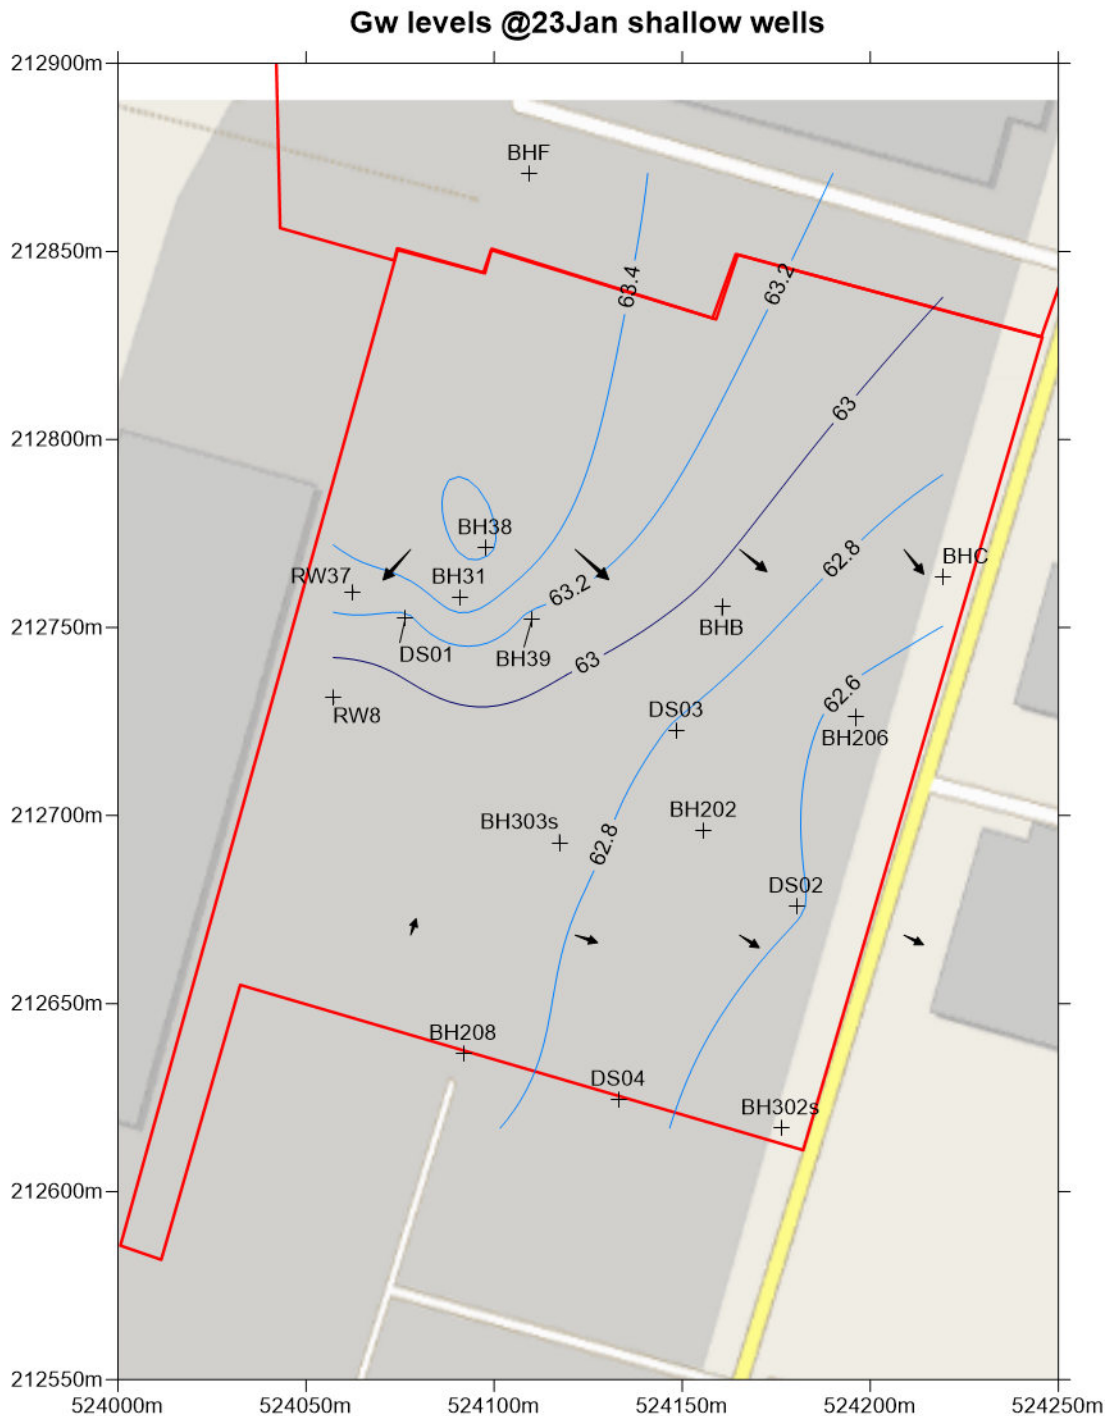 Gw levels @23Jan shallow wells
212900m
BHF
212850m
63.4
63.2
212800m
63
BH38
62.8
BHC
RW37
BH31
63.2
212750m
BHB
DS01
BH39
63
62.6
DS03
RW8
BH206
212700m
BH202
BH303s
62.8
DS02
212650m
BH208
DS04
BH302s
212600m
212550m
524000m
524050m
524100m
524150m
524200m
524250m